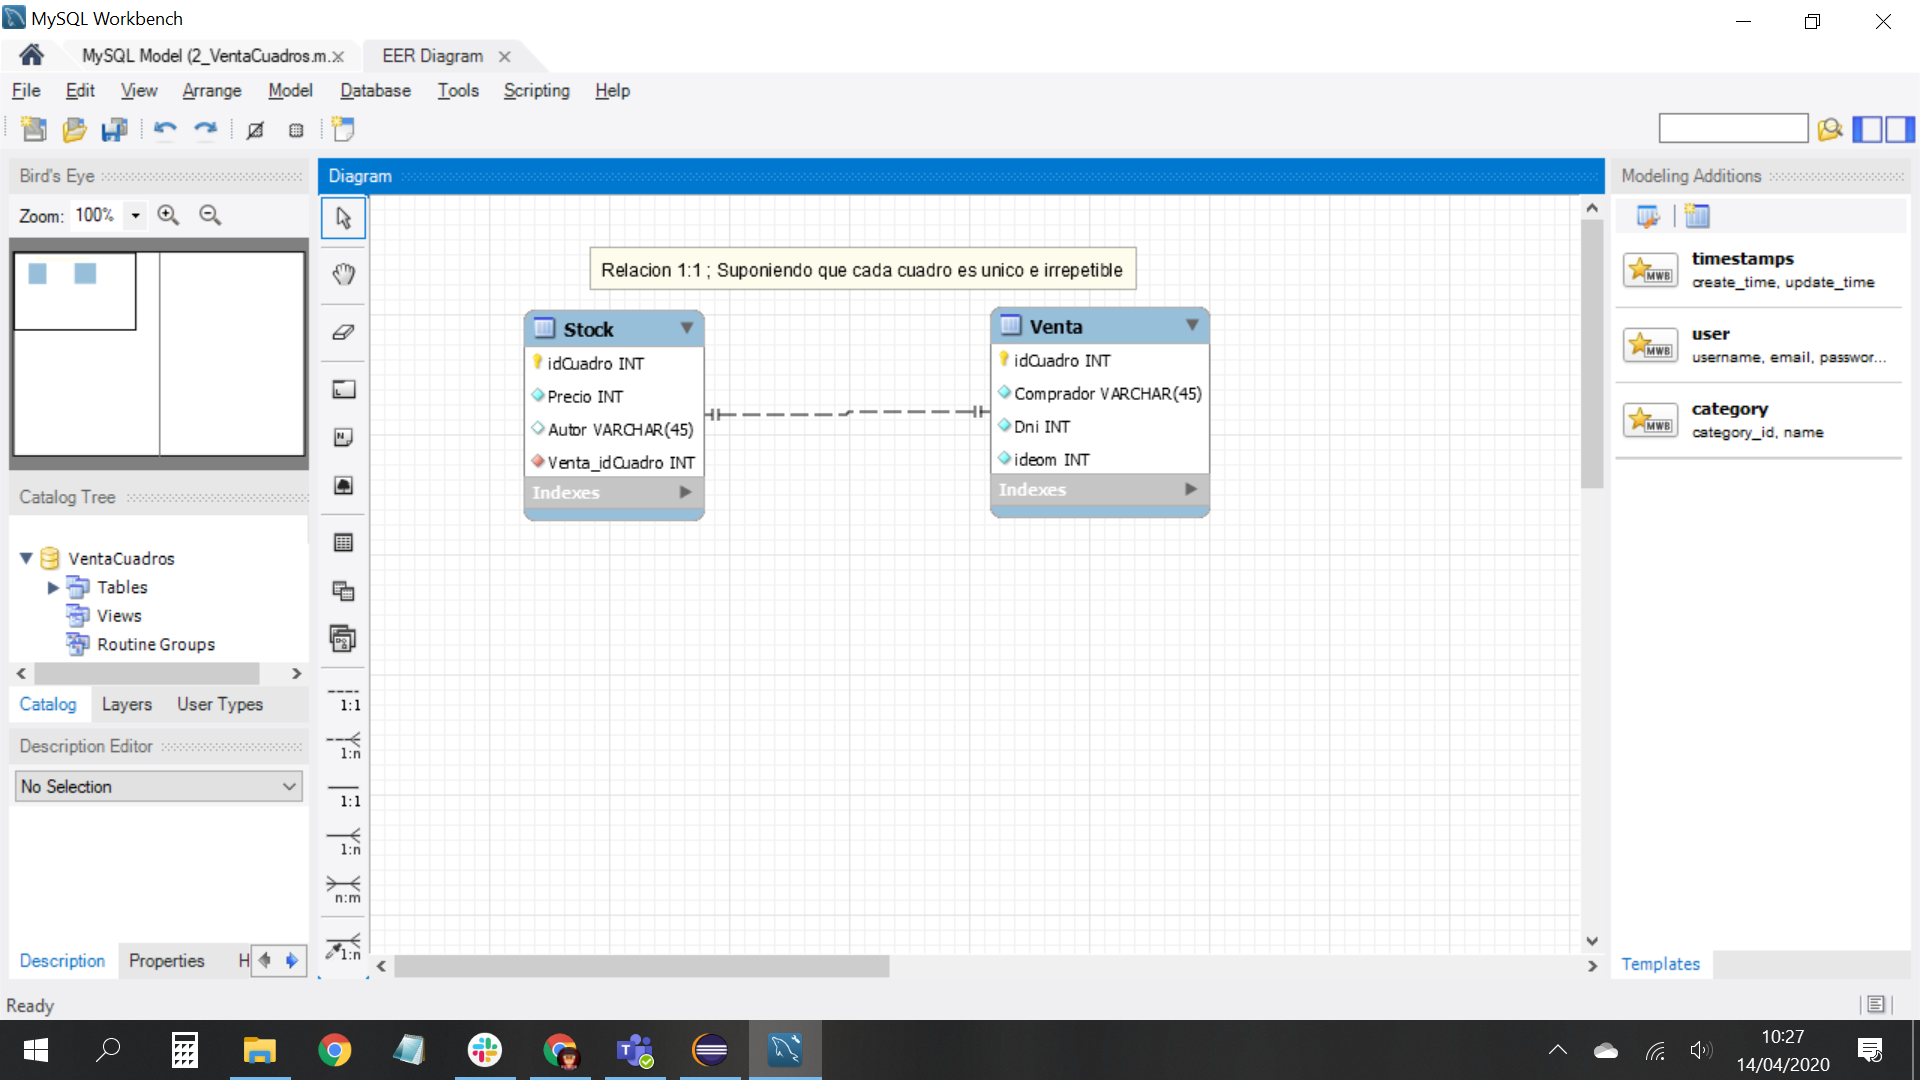 MySQL Workbench
MySQL Model (2_VentaCuadros.m.
EER Diagram
File Edit View Arrange Model Database Tools Scripting Help
Bird's Eye
Zoom: 100%
Diagram
Modeling Additions
Relacion 1:1 ; Suponiendo que cada cuadro es unico e irrepetible
Stock
idCuadro INT
Precio INT
Autor VARCHAR(45)
Venta_idCuadro INT
Indexes
Venta
idCuadro INT
Comprador VARCHAR(45)
Dni INT
ideom INT
Indexes
MWB
timestamps
create_time, update_time
MWB
user
username, email, passwor...
MWB
category
category_id, name
Catalog Tree
VentaCuadros
Tables
Views
Routine Groups
Catalog Layers User Types
Description Editor
No Selection
1:1
1:n
1:1
1:n
n:m
1:n
Description Properties H
Templates
Ready
10:27
14/04/2020